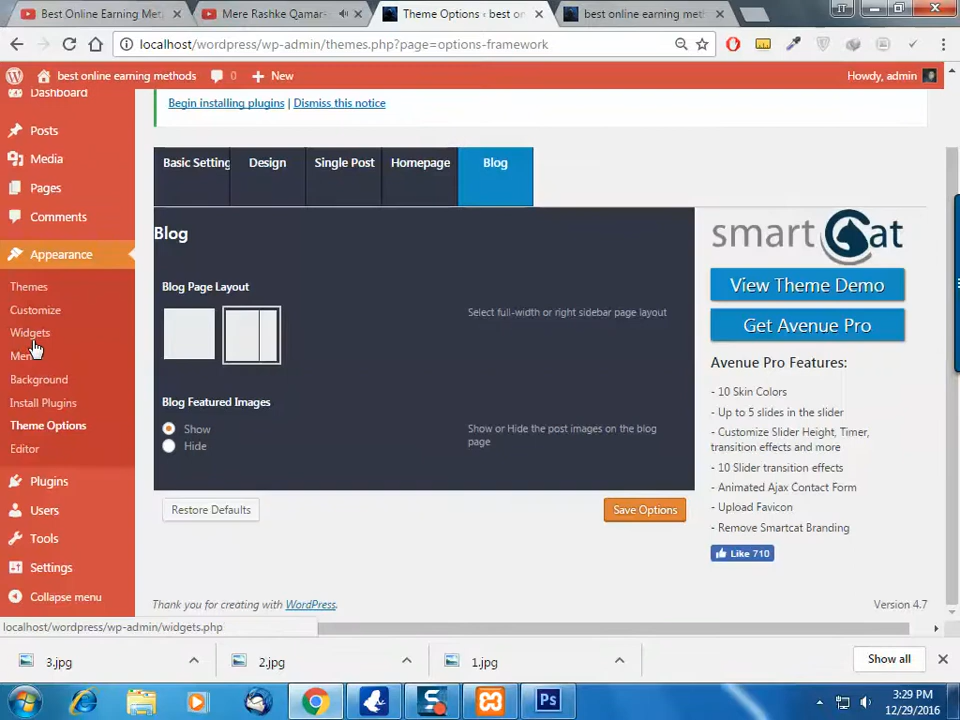 Best Online Earning Met
Mere Rashke Qamar-
Theme Options ‹ best on
best online earning meth
localhost/wordpress/wp-admin/themes.php?page=options-framework
best online earning methods
0
New
Howdy, admin
Dashboard
Begin installing plugins | Dismiss this notice
Posts
Media
Pages
Comments
Appearance
Themes
Customize
Widgets
Background
Install Plugins
Theme Options
Editor
Plugins
Users
Tools
Settings
Collapse menu
Basic Setting
Design
Single Post
Homepage
Blog
Blog
Blog Page Layout
Select full-width or right sidebar page layout
Blog Featured Images
Show
Hide
Show or Hide the post images on the blog
page
Restore Defaults
Save Options
smartCat
View Theme Demo
Get Avenue Pro
Avenue Pro Features:
- 10 Skin Colors
- Up to 5 slides in the slider
- Customize Slider Height, Timer,
transition effects and more
- 10 Slider transition effects
- Animated Ajax Contact Form
- Upload Favicon
- Remove Smartcat Branding
Like 710
Thank you for creating with WordPress.
Version 4.7
localhost/wordpress/wp-admin/widgets.php
3.jpg
2.jpg
1.jpg
Show all
Ps
3:29 PM
12/29/2016